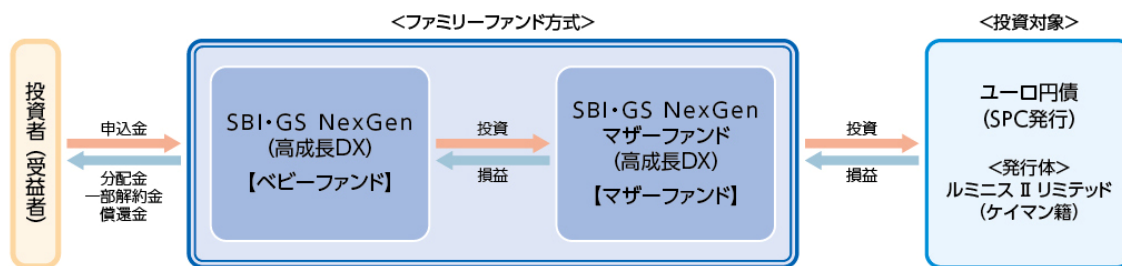 ＜ファミリーファンド方式＞
＜投資対象＞
投資者（受益者）
申込金
分配金
一部解約金
償還金
SBI・GS NexGen
(高成長DX)
【ベビーファンド】
投資
損益
SBI・GS NexGen
マザーファンド
(高成長DX)
【マザーファンド】
投資
損益
ユーロ円債
(SPC発行)
＜発行体＞
ルミニス Ⅱ リミテッド
(ケイマン籍)